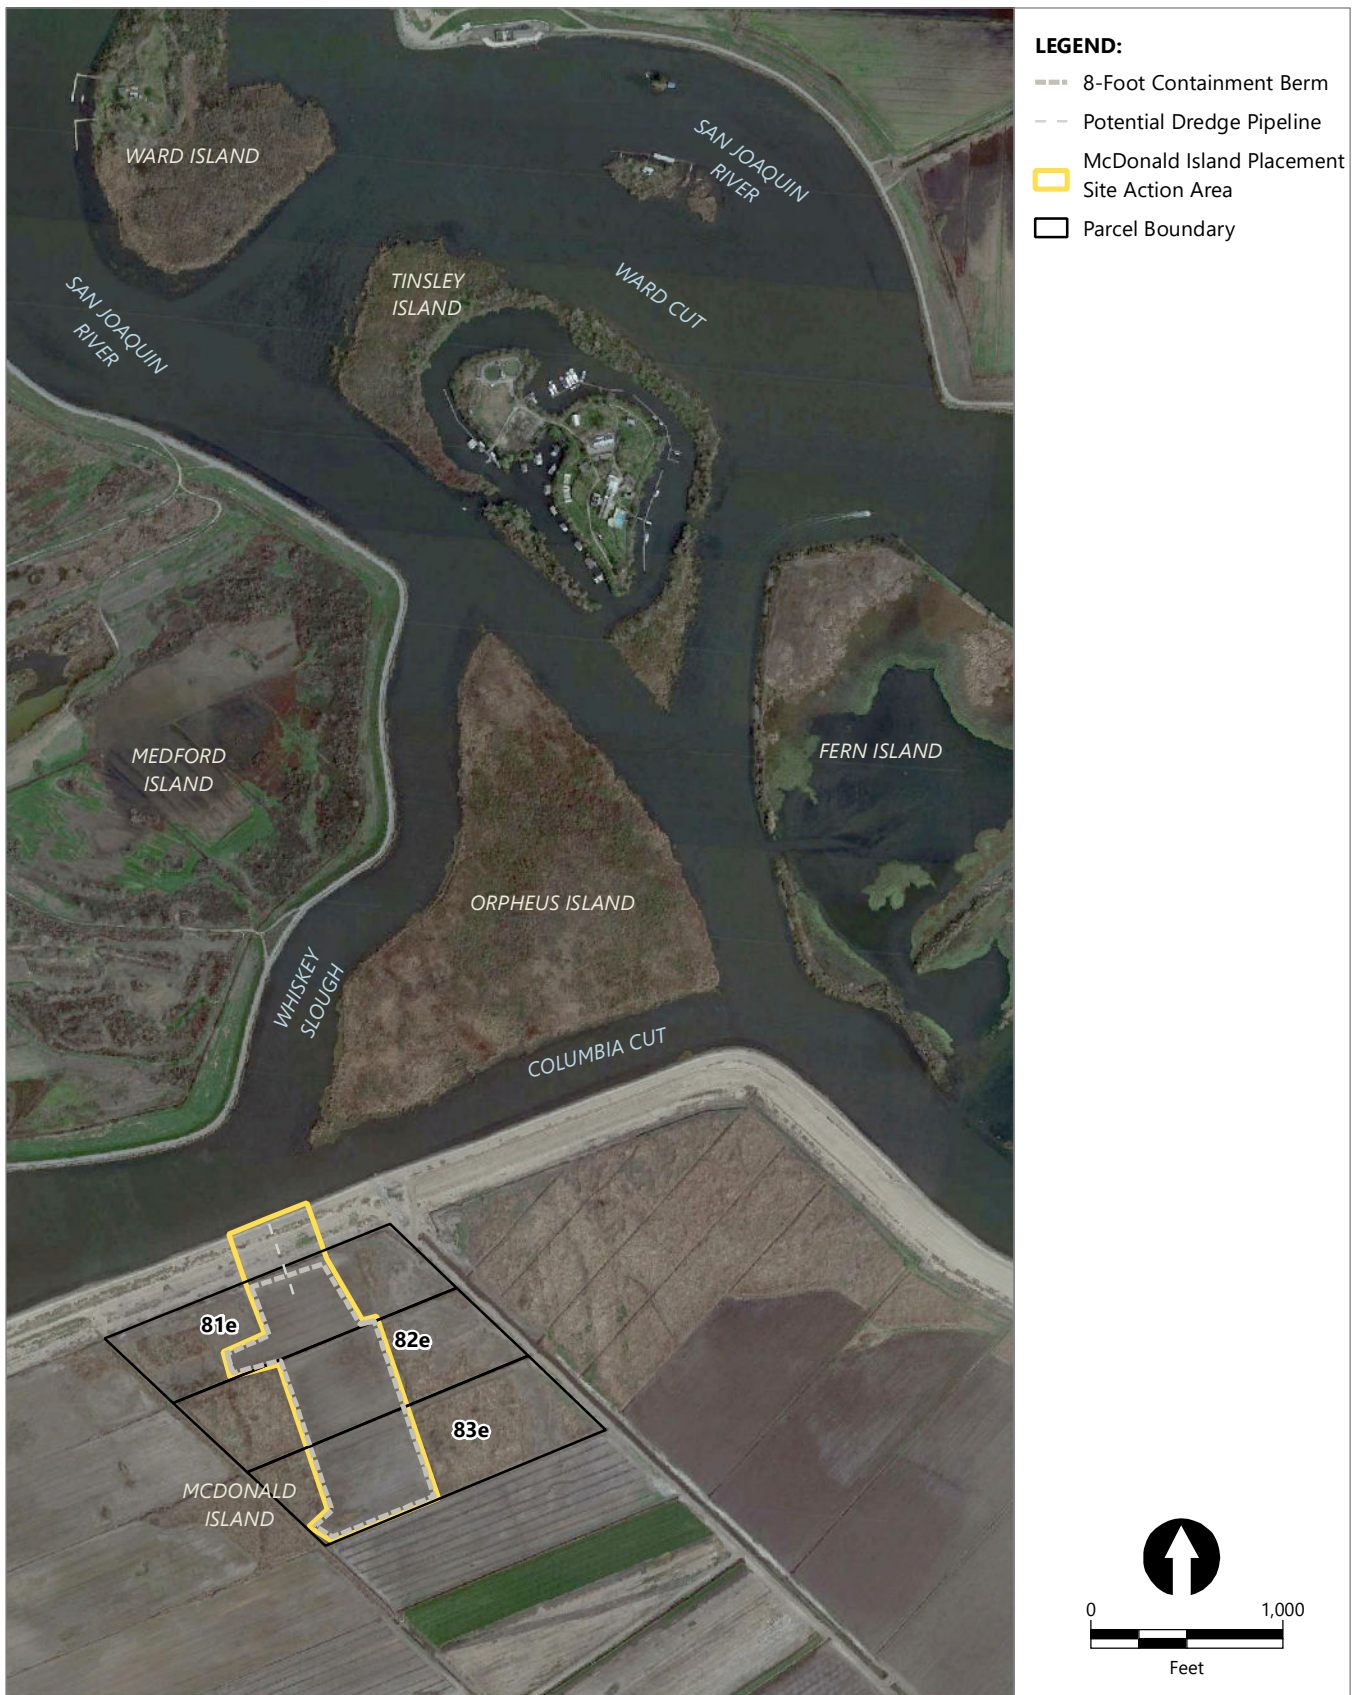 LEGEND:
8-Foot Containment Berm
Potential Dredge Pipeline
McDonald Island Placement
Site Action Area
Parcel Boundary
WARD ISLAND
SAN JOAQUIN
RIVER
TINSLEY
ISLAND
WARD CUT
SAN JOAQUIN
RIVER
MEDFORD
ISLAND
FERN ISLAND
ORPHEUS ISLAND
WHISKEY
SLOUGH
COLUMBIA CUT
81e
82e
83e
MCDONALD
ISLAND
0 1,000
Feet